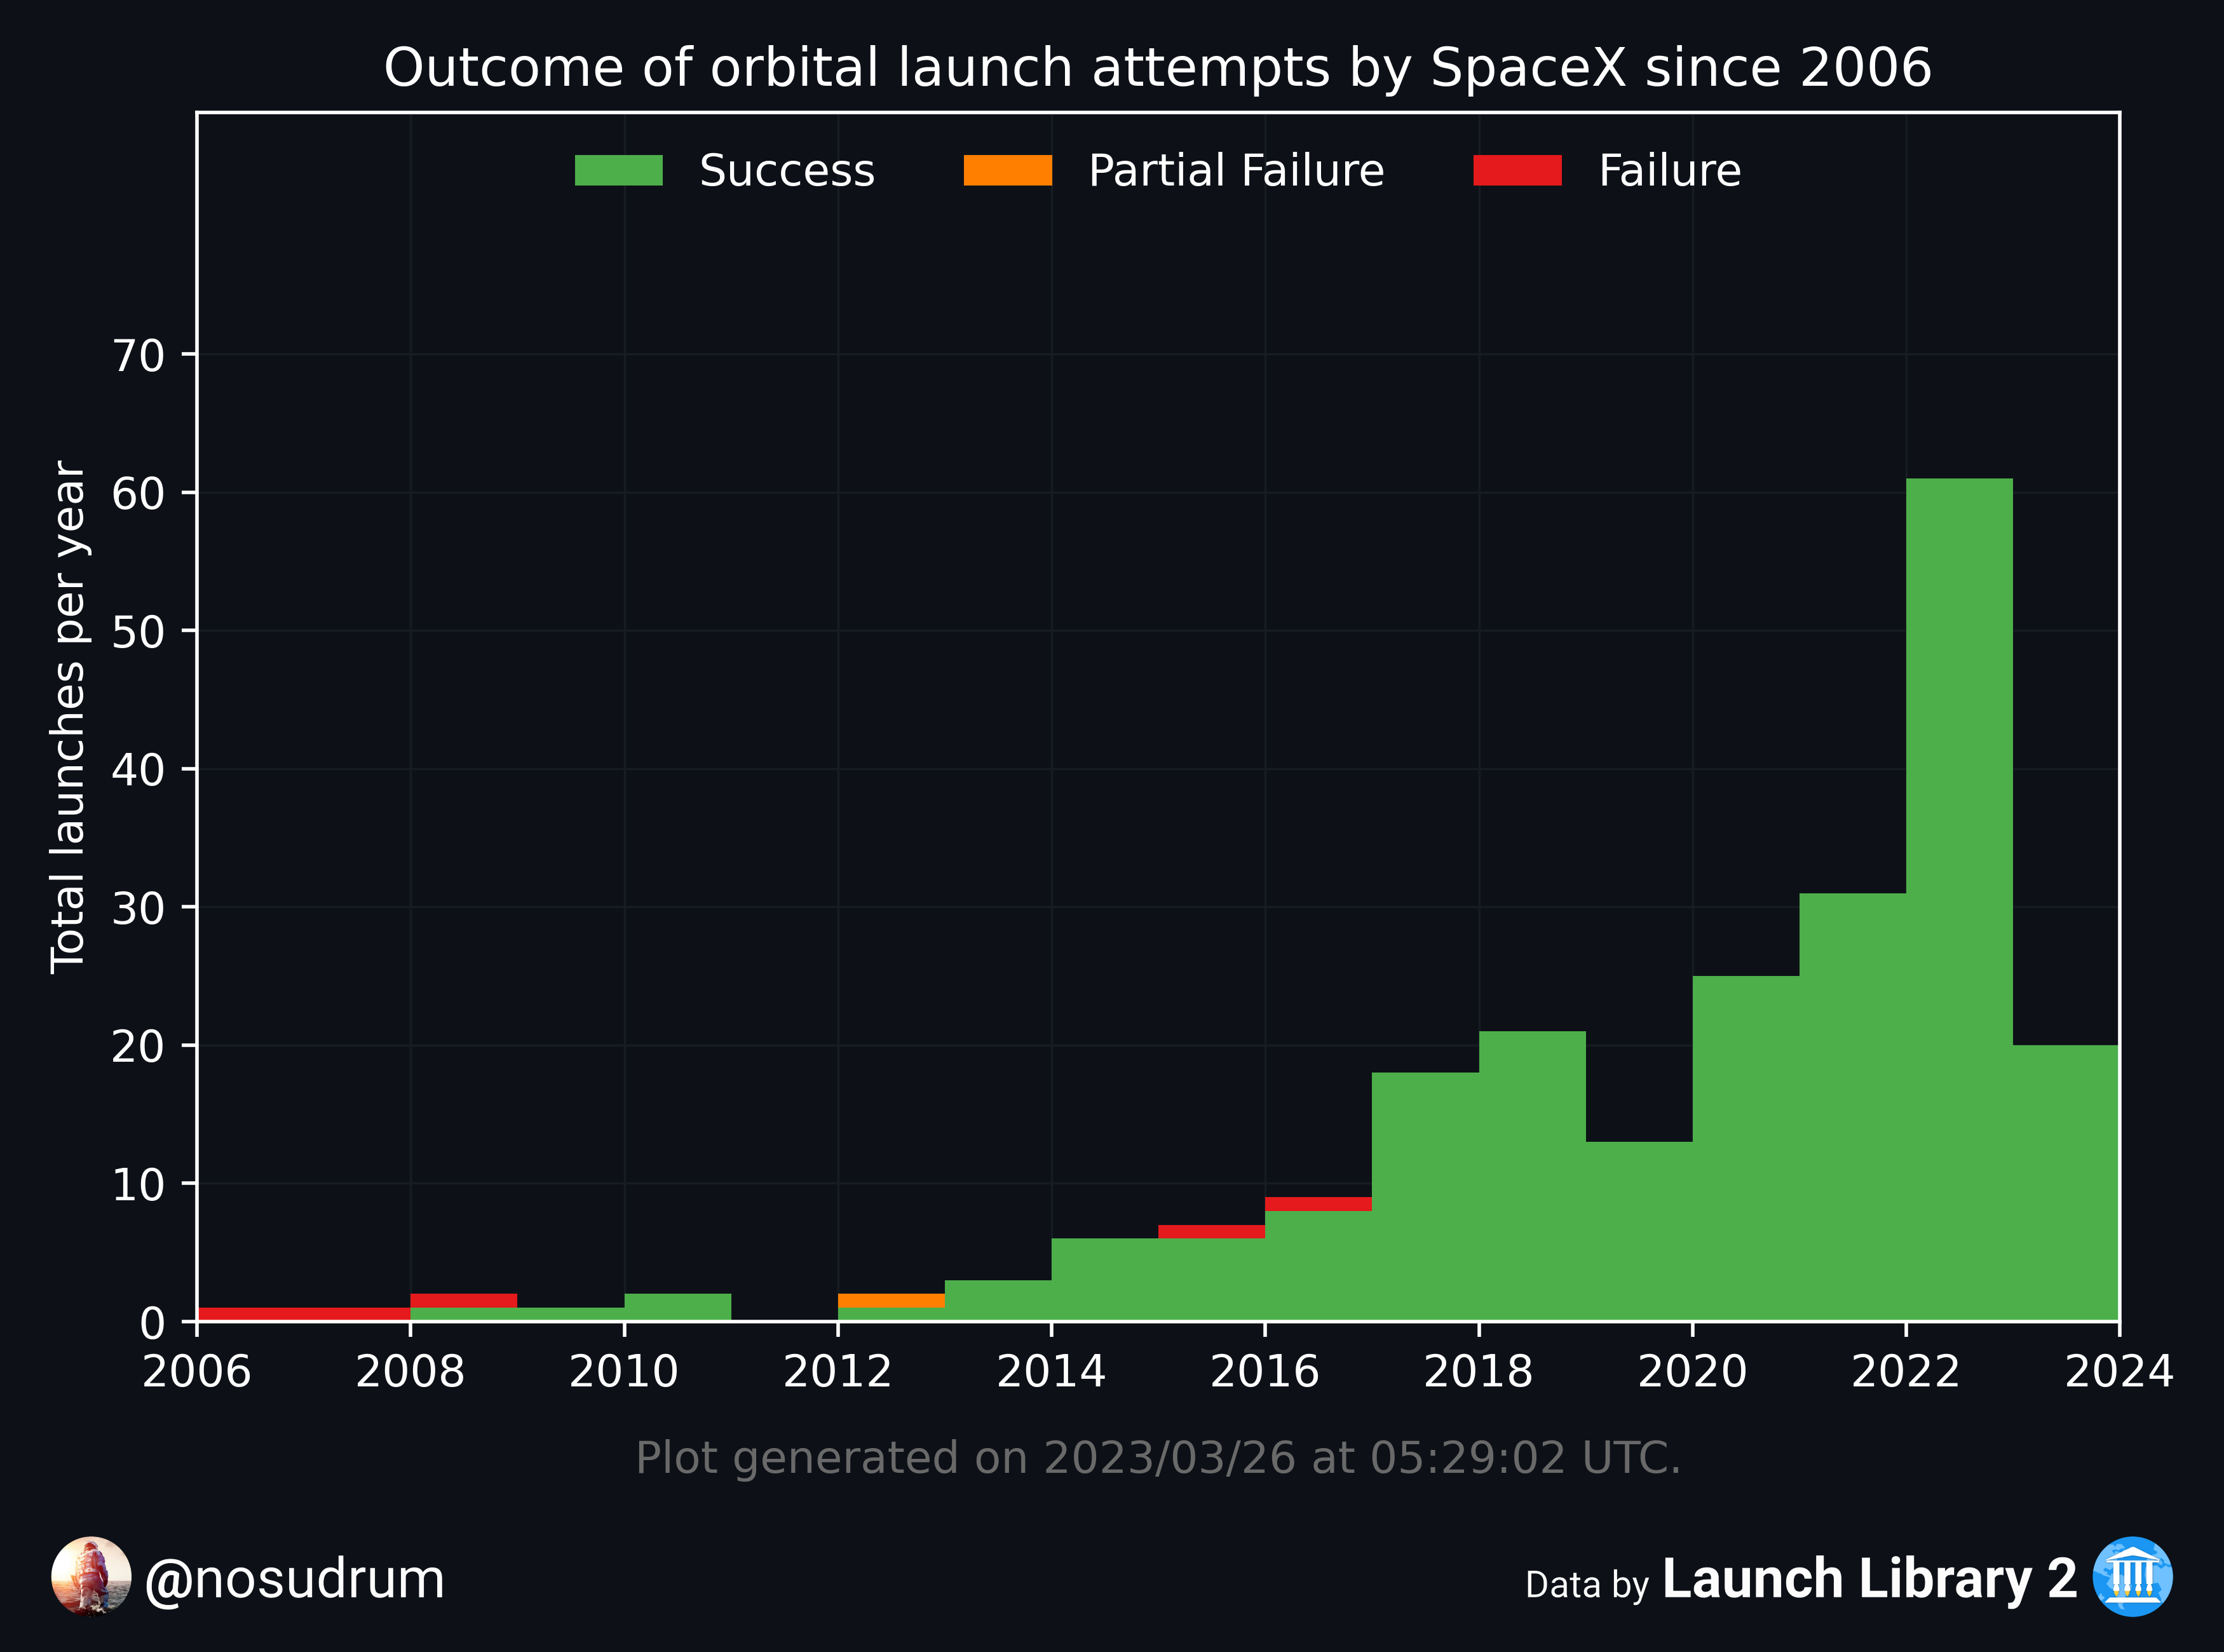 Outcome of orbital launch attempts by SpaceX since 2006
Success Partial Failure Failure
Total launches per year
70
60
50
40
30
20
10
0
2006 2008 2010 2012 2014 2016 2018 2020 2022 2024
Plot generated on 2023/03/26 at 05:29:02 UTC.
@nosudrum
Data by Launch Library 2